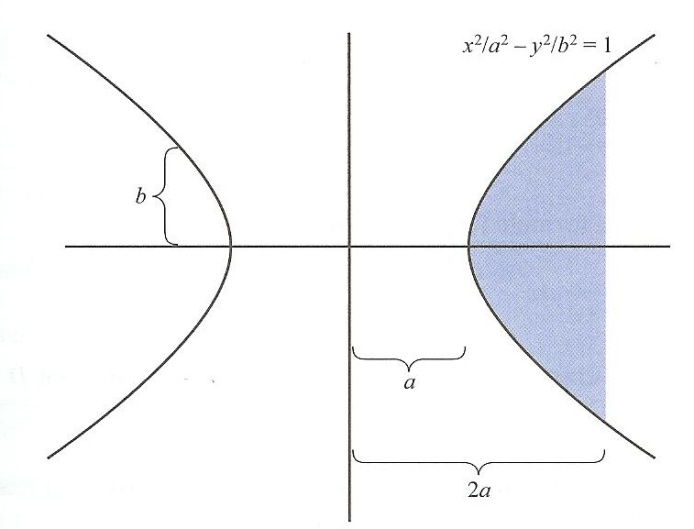 x²/a² – y²/b² = 1
b
a
2a